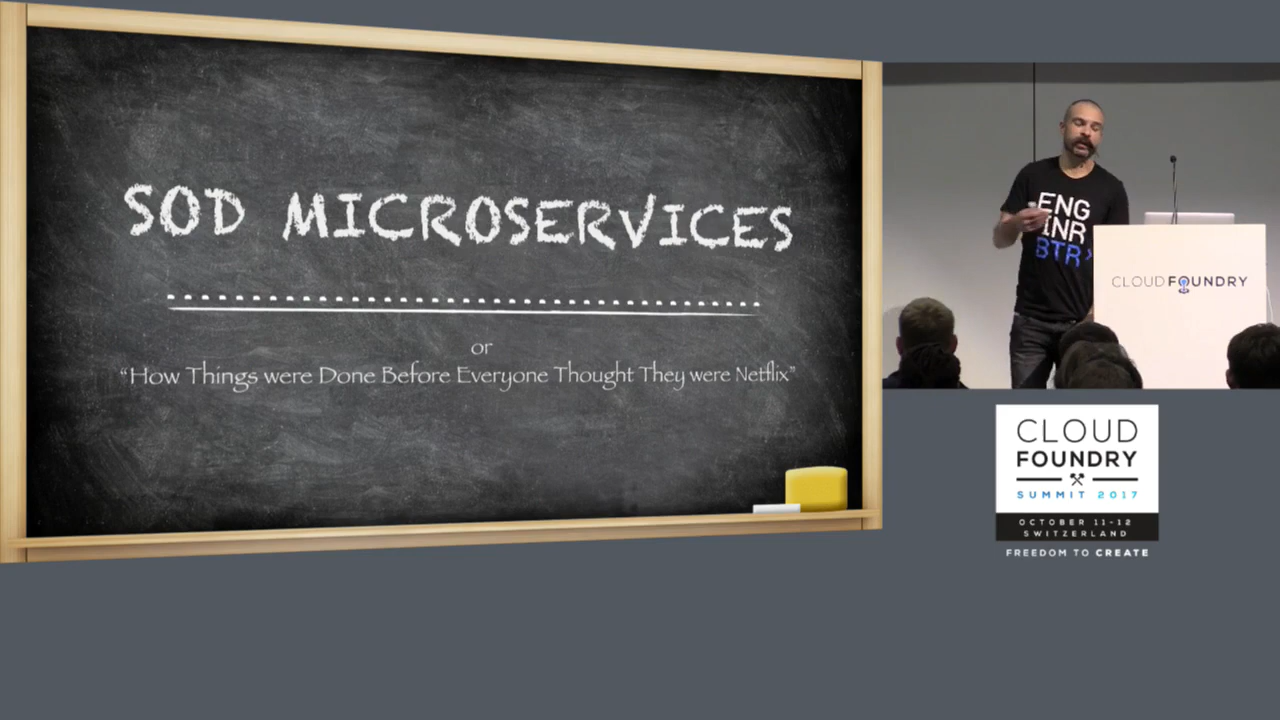 SOD MICROSERVICES
or
“How Things were Done Before Everyone Thought They were Netflix”
ENG
INR
BTR>
CLOUDFOUNDRY
CLOUD
FOUNDRY
SUMMIT 2017
OCTOBER 11-12
SWITZERLAND
FREEDOM TO CREATE